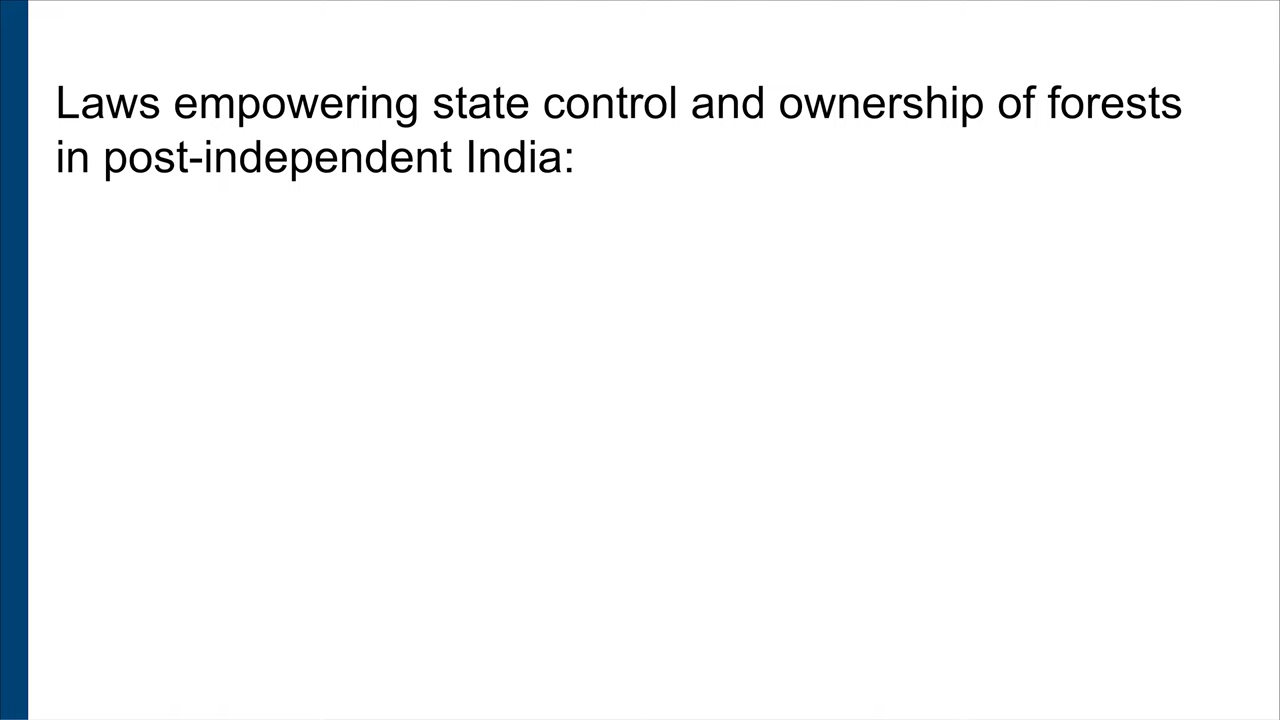 Laws empowering state control and ownership of forests
in post-independent India: